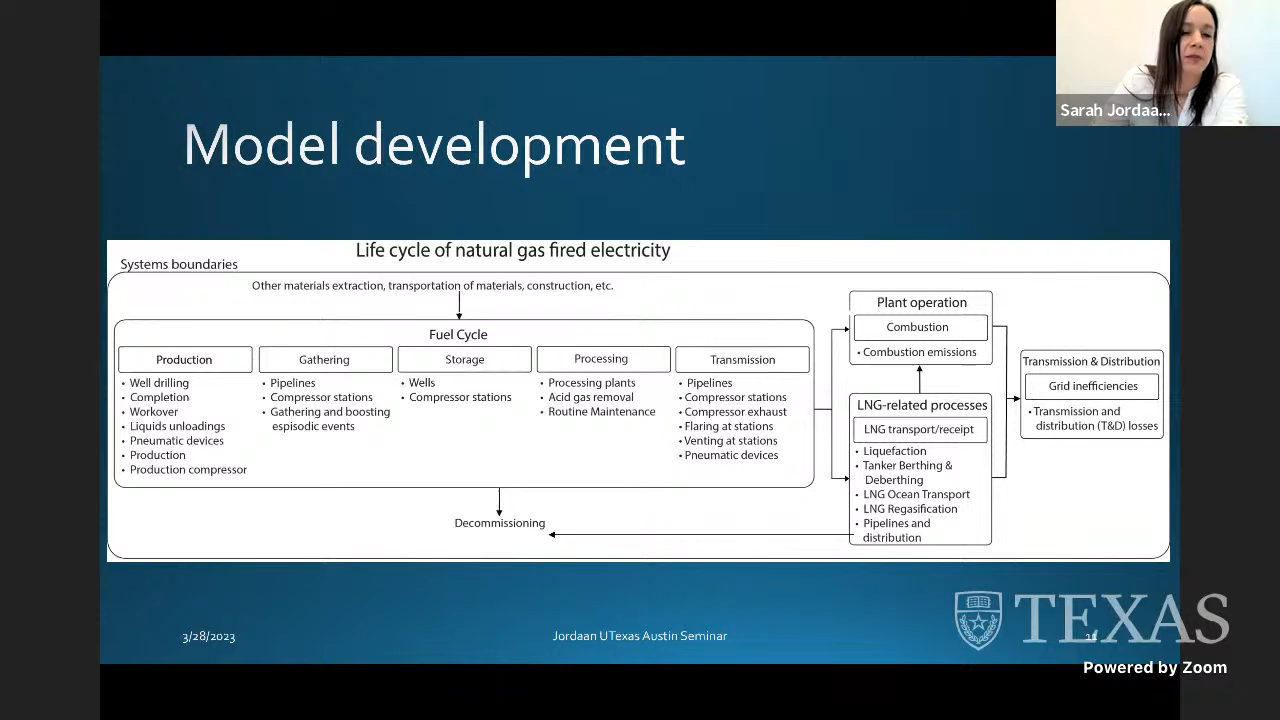 Sarah Jordaa...
Model development
Life cycle of natural gas fired electricity
Systems boundaries
Other materials extraction, transportation of materials, construction, etc.
Fuel Cycle
Production
• Well drilling
• Completion
• Workover
• Liquids unloadings
• Pneumatic devices
• Production
• Production compressor
Gathering
• Pipelines
• Compressor stations
• Gathering and boosting
espisodic events
Storage
• Wells
• Compressor stations
Processing
• Processing plants
• Acid gas removal
• Routine Maintenance
Transmission
• Pipelines
• Compressor stations
• Compressor exhaust
• Flaring at stations
• Venting at stations
• Pneumatic devices
Decommissioning
Plant operation
Combustion
• Combustion emissions
LNG-related processes
LNG transport/receipt
• Liquefaction
• Tanker Berthing &
Deberthing
• LNG Ocean Transport
• LNG Regasification
• Pipelines and
distribution
Transmission & Distribution
Grid inefficiencies
• Transmission and
distribution (T&D) losses
3/28/2023
Jordaan UTexas Austin Seminar
TEXAS
Powered by Zoom